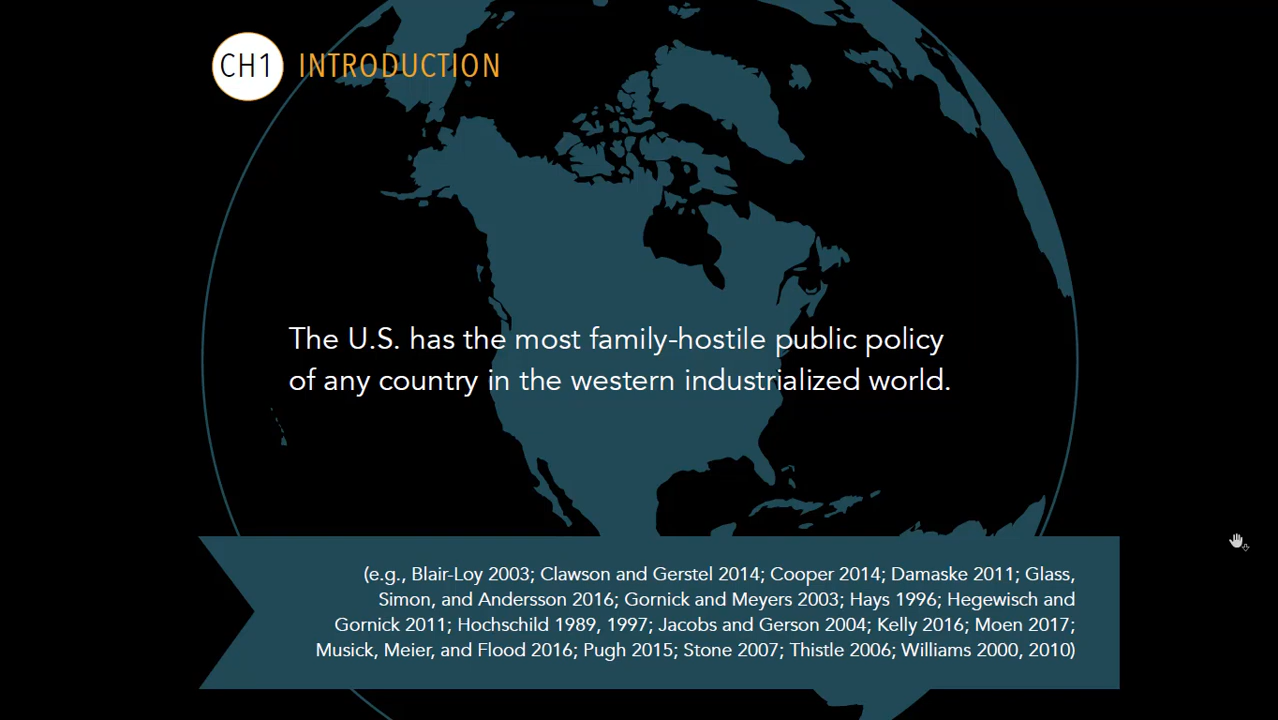 CH1 INTRODUCTION
The U.S. has the most family-hostile public policy
of any country in the western industrialized world.
(e.g., Blair-Loy 2003; Clawson and Gerstel 2014; Cooper 2014; Damaske 2011; Glass,
Simon, and Andersson 2016; Gornick and Meyers 2003; Hays 1996; Hegewisch and
Gornick 2011; Hochschild 1989, 1997; Jacobs and Gerson 2004; Kelly 2016; Moen 2017;
Musick, Meier, and Flood 2016; Pugh 2015; Stone 2007; Thistle 2006; Williams 2000, 2010)